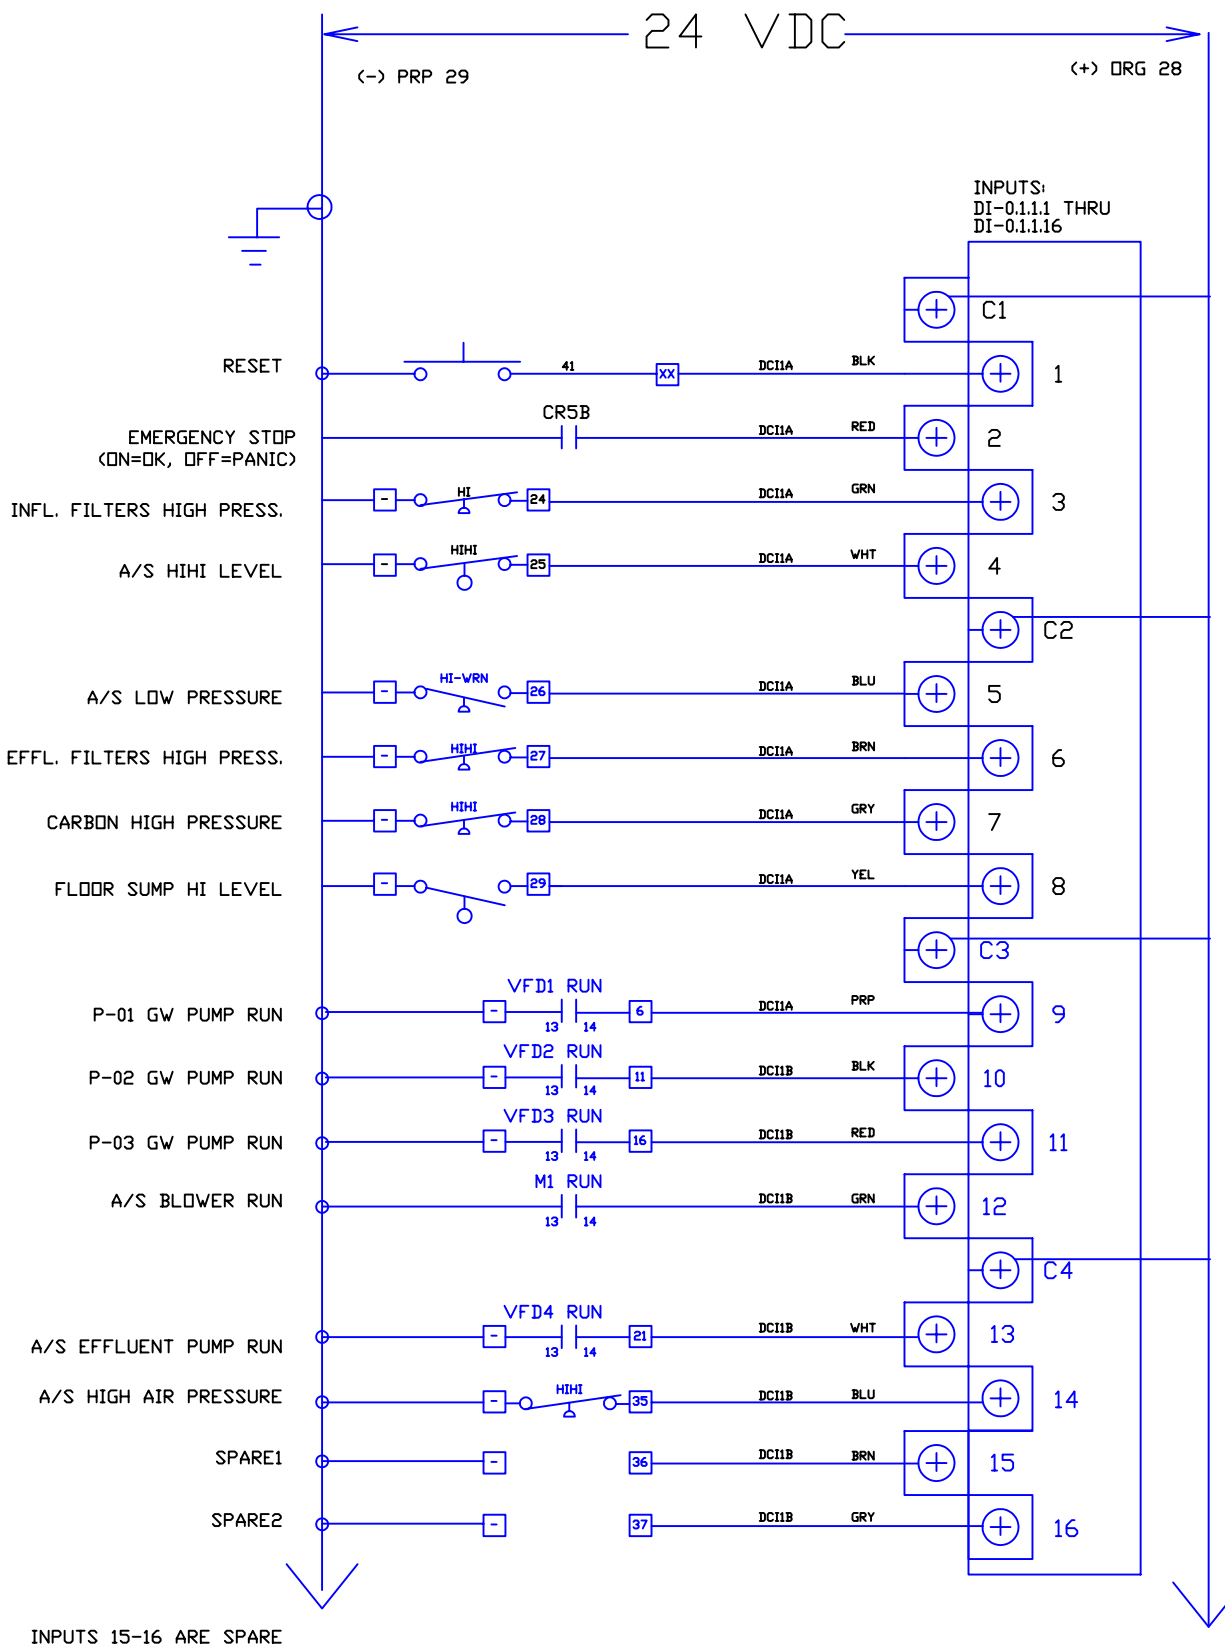 24 VDC
(-) PRP 29
(+) ORG 28
INPUTS:
DI-0.1.1.1 THRU
DI-0.1.1.16
C1
RESET 41 XX DCI1A BLK 1
CR5B
EMERGENCY STOP DCI1A RED 2
(ON=OK, OFF=PANIC)
INFL. FILTERS HIGH PRESS. - HI 24 DCI1A GRN 3
A/S HIHI LEVEL - HIHI 25 DCI1A WHT 4
C2
A/S LOW PRESSURE - HI-WRN 26 DCI1A BLU 5
EFFL. FILTERS HIGH PRESS. - HIHI 27 DCI1A BRN 6
CARBON HIGH PRESSURE - HIHI 28 DCI1A GRY 7
FLOOR SUMP HI LEVEL - 29 DCI1A YEL 8
C3
VFD1 RUN
P-01 GW PUMP RUN - 6 DCI1A PRP 9
13 14
VFD2 RUN
P-02 GW PUMP RUN - 11 DCI1B BLK 10
13 14
VFD3 RUN
P-03 GW PUMP RUN - 16 DCI1B RED 11
13 14
M1 RUN
A/S BLOWER RUN DCI1B GRN 12
13 14
C4
VFD4 RUN
A/S EFFLUENT PUMP RUN - 21 DCI1B WHT 13
13 14
A/S HIGH AIR PRESSURE - HIHI 35 DCI1B BLU 14
SPARE1 - 36 DCI1B BRN 15
SPARE2 - 37 DCI1B GRY 16
INPUTS 15-16 ARE SPARE